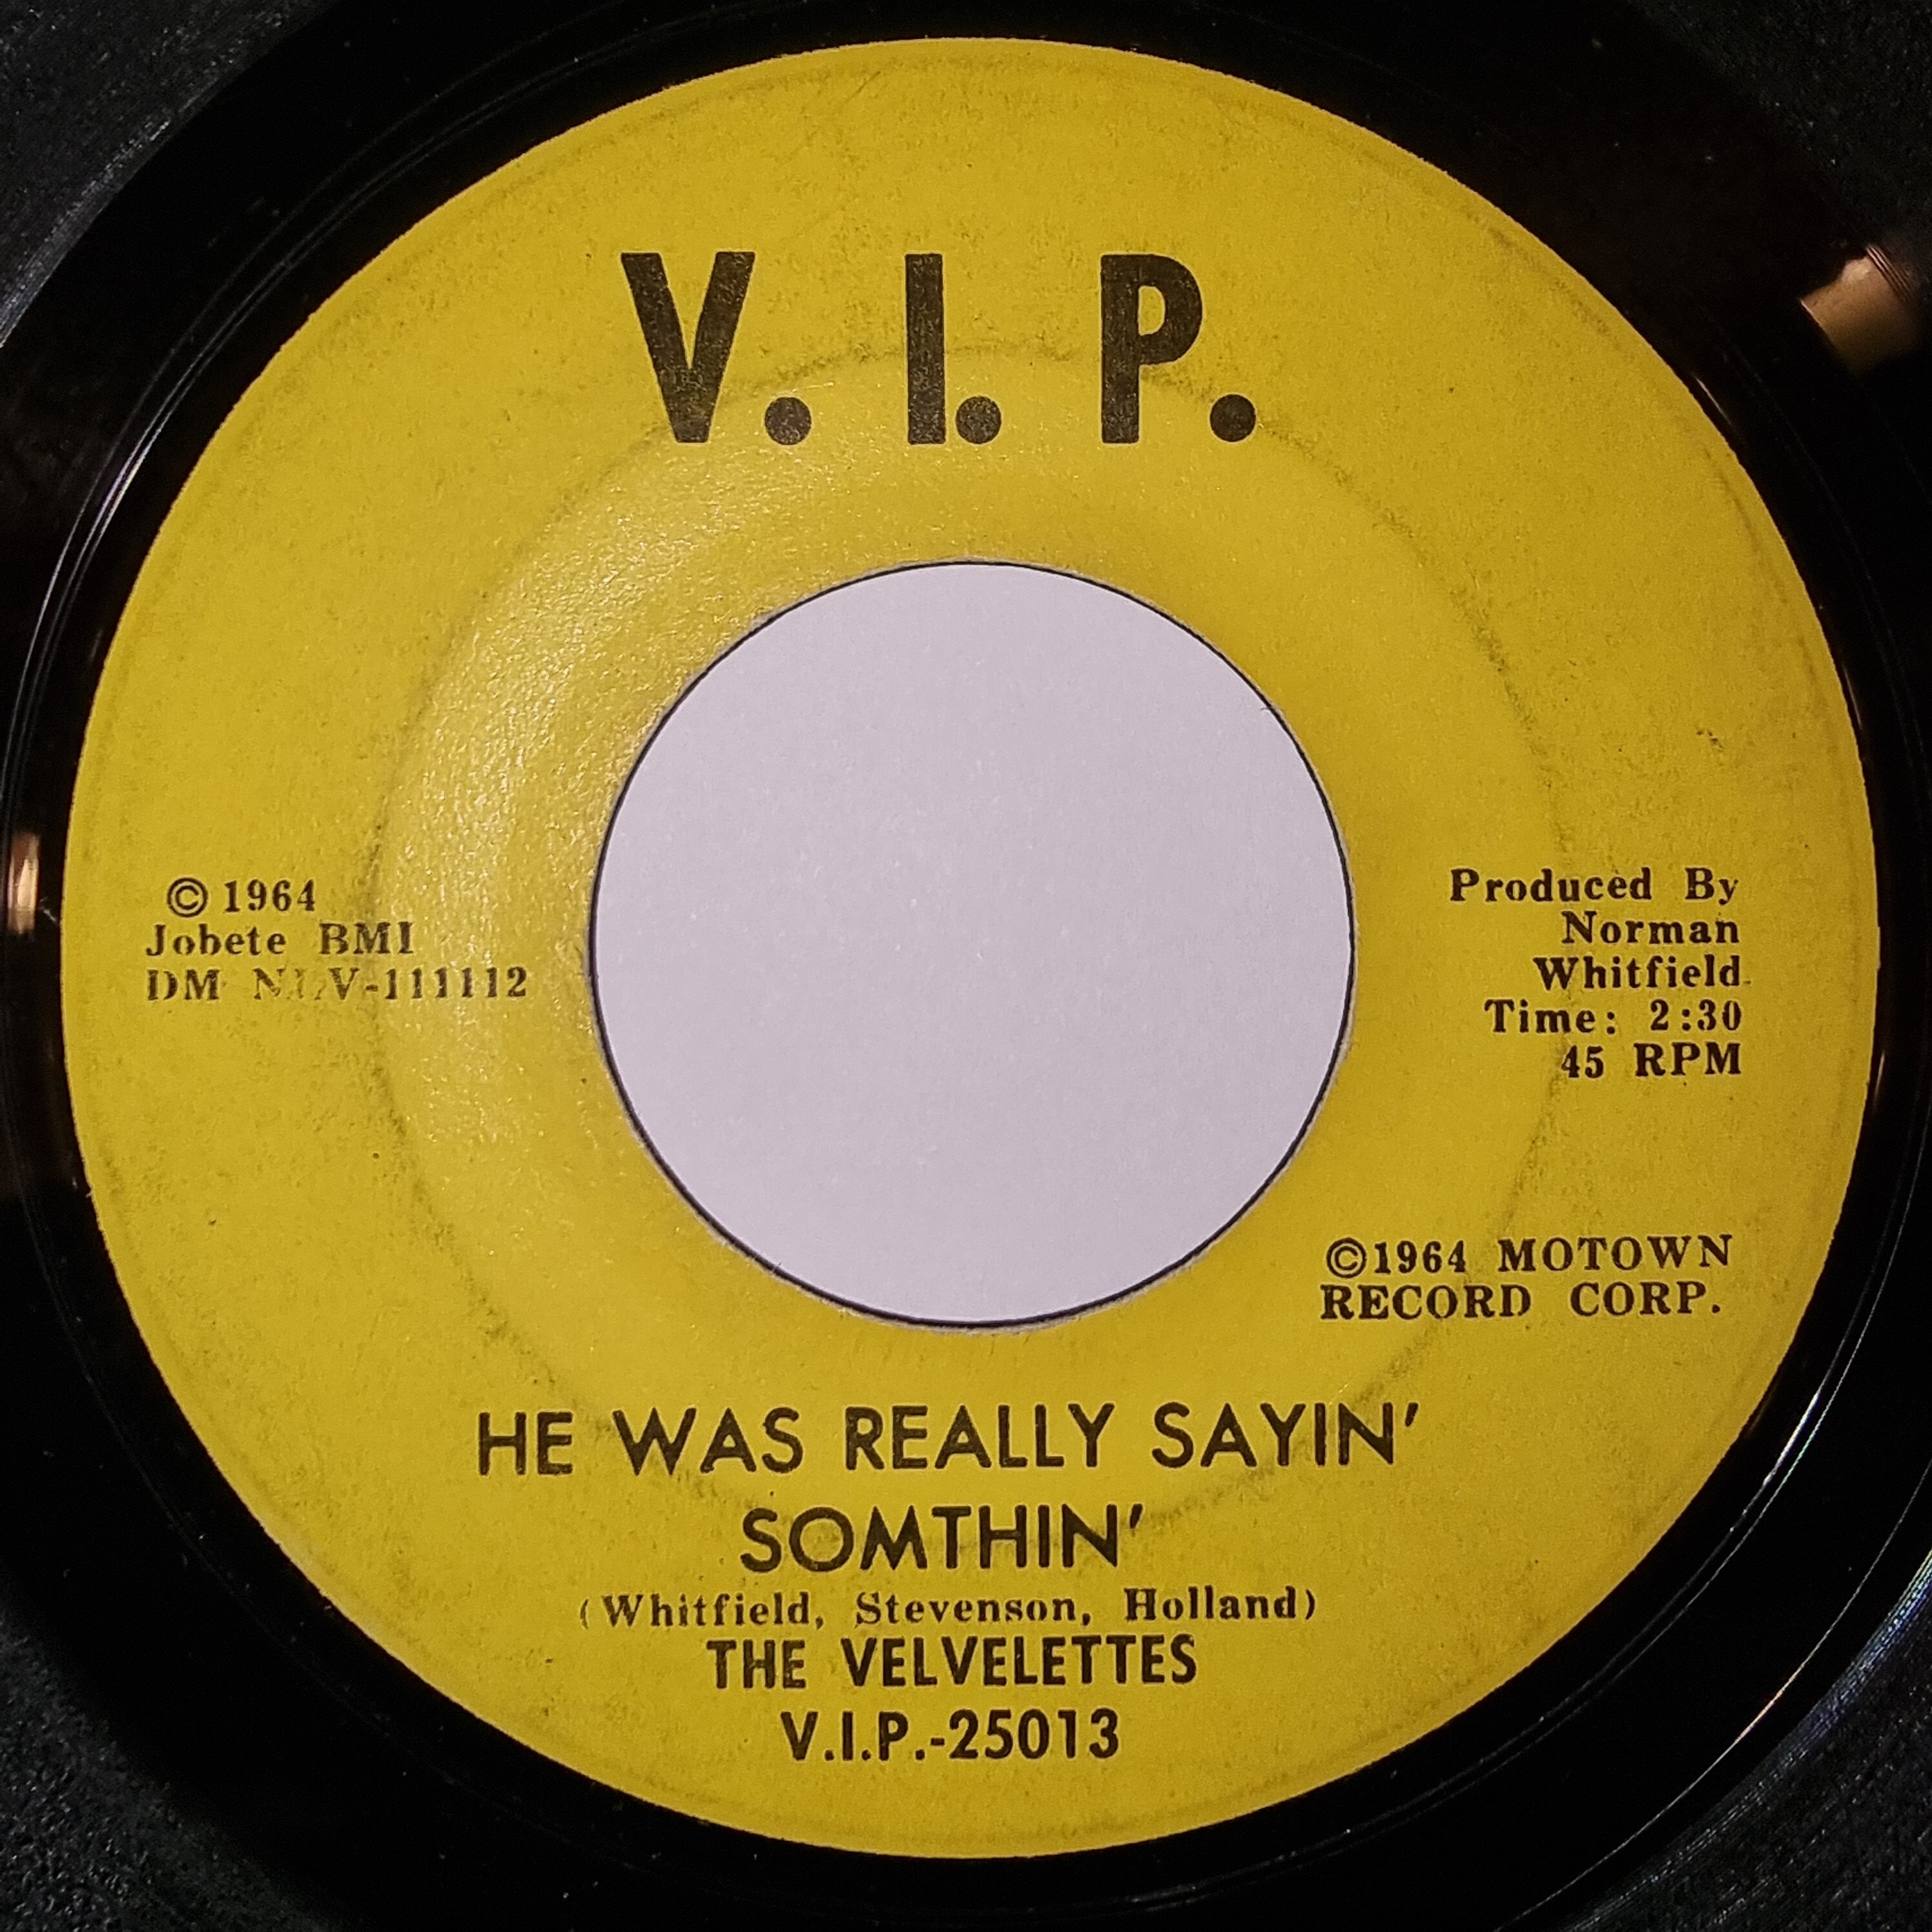 V.I.P.
© 1964
Jobete BMI
DM V-111112
Produced By
Norman
Whitfield
Time: 2:30
45 RPM
©1964 MOTOWN
RECORD CORP.
HE WAS REALLY SAYIN'
SOMTHIN'
(Whitfield, Stevenson, Holland)
THE VELVELETTES
V.I.P.-25013